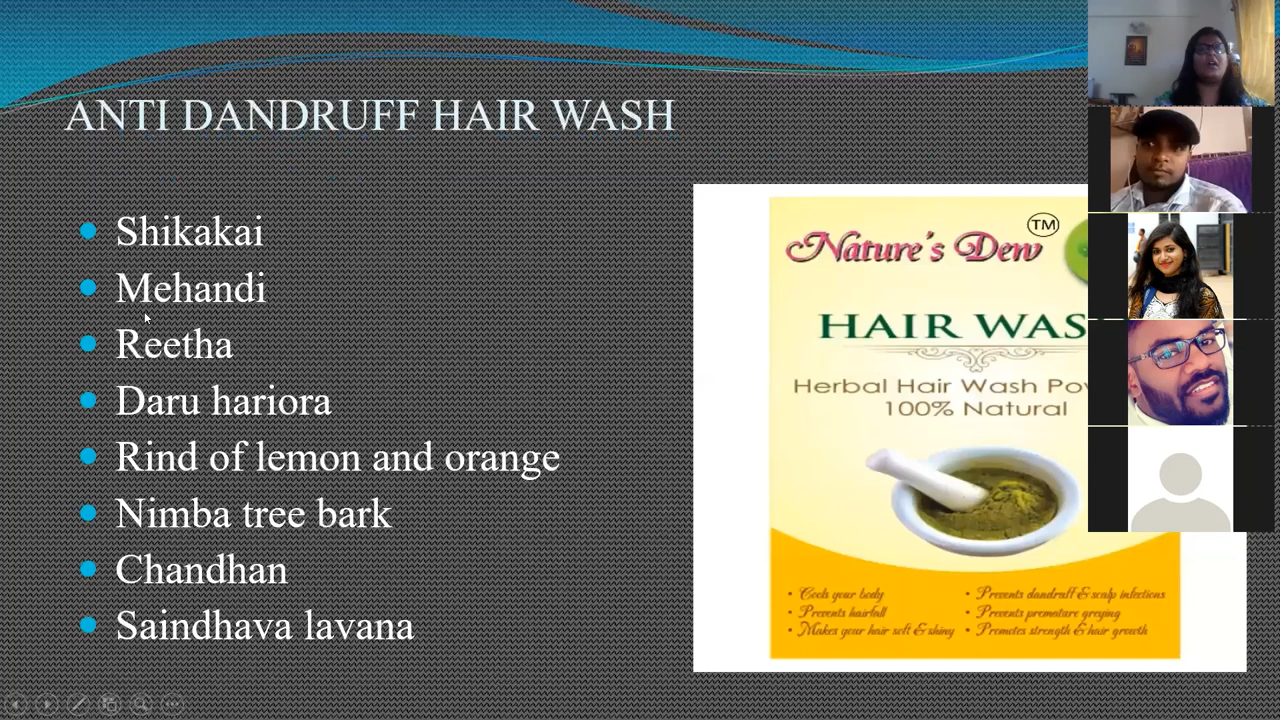 ANTI DANDRUFF HAIR WASH
Shikakai
Mehandi
Reetha
Daru hariora
Rind of lemon and orange
Nimba tree bark
Chandhan
Saindhava lavana
Nature's Dew TM
HAIR WAS
Herbal Hair Wash Po
100% Natural
• Cools your body
• Prevents hairfall
• Makes your hair soft & shiny
• Prevents dandruff & scalp infections
• Prevents premature greying
• Promotes strength & hair growth